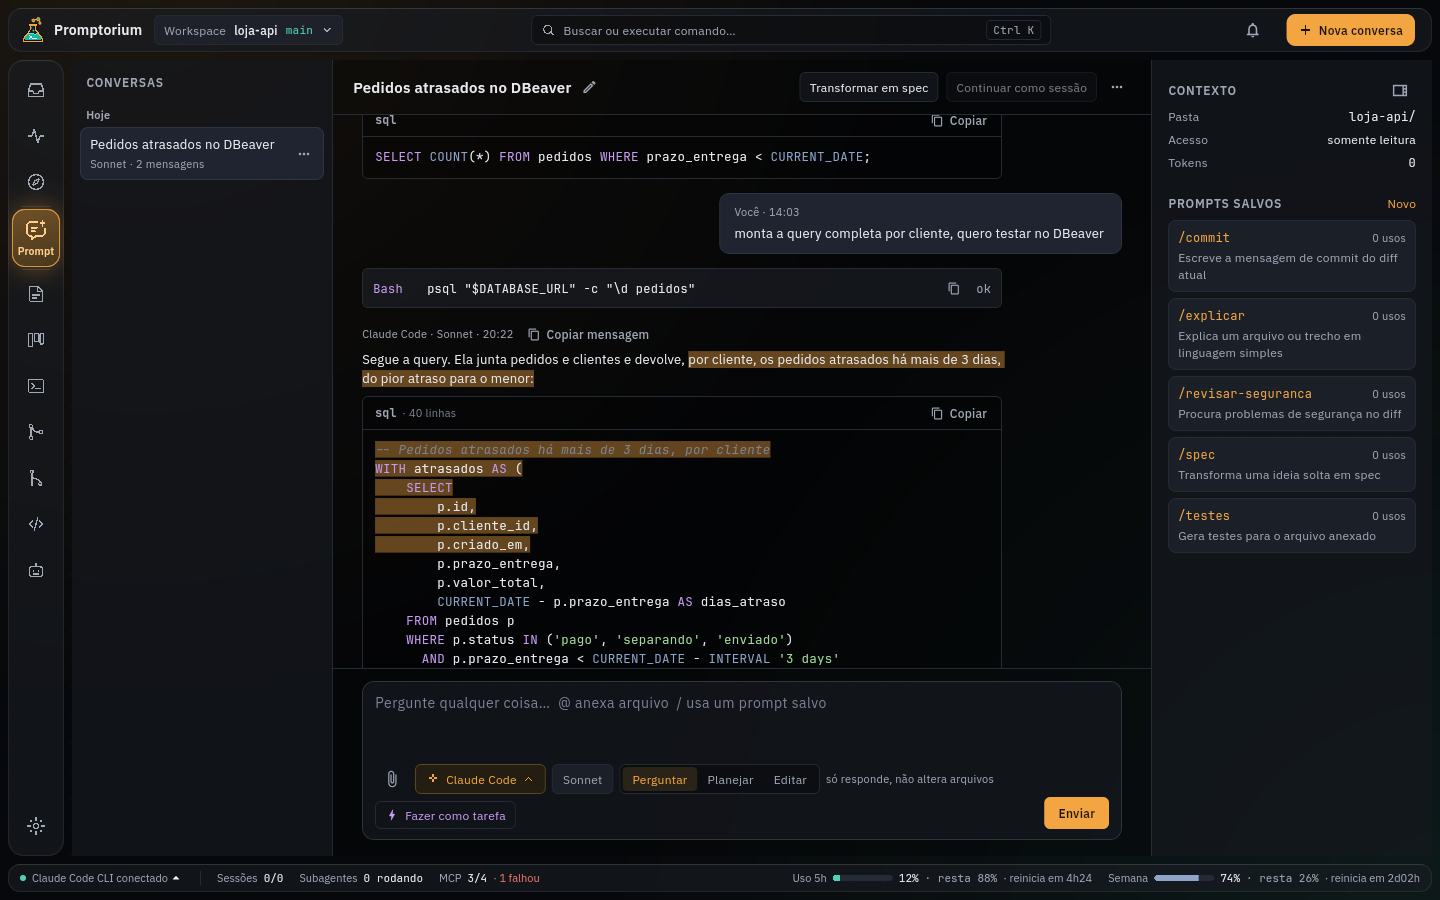 Promptorium
Workspace loja-api main
Buscar ou executar comando...
Ctrl K
Nova conversa
Prompt
CONVERSAS
Hoje
Pedidos atrasados no DBeaver
Sonnet · 2 mensagens
Pedidos atrasados no DBeaver
Transformar em spec
Continuar como sessão
sql
Copiar
SELECT COUNT(*) FROM pedidos WHERE prazo_entrega < CURRENT_DATE;
Você · 14:03
monta a query completa por cliente, quero testar no DBeaver
Bash psql "$DATABASE_URL" -c "\d pedidos" ok
Claude Code · Sonnet · 20:22 Copiar mensagem
Segue a query. Ela junta pedidos e clientes e devolve, por cliente, os pedidos atrasados há mais de 3 dias,
do pior atraso para o menor:
sql · 40 linhas
Copiar
-- Pedidos atrasados há mais de 3 dias, por cliente
WITH atrasados AS (
    SELECT
        p.id,
        p.cliente_id,
        p.criado_em,
        p.prazo_entrega,
        p.valor_total,
        CURRENT_DATE - p.prazo_entrega AS dias_atraso
    FROM pedidos p
    WHERE p.status IN ('pago', 'separando', 'enviado')
      AND p.prazo_entrega < CURRENT_DATE - INTERVAL '3 days'
Pergunte qualquer coisa... @ anexa arquivo / usa um prompt salvo
Claude Code
Sonnet
Perguntar
Planejar
Editar
só responde, não altera arquivos
Fazer como tarefa
Enviar
CONTEXTO
Pasta loja-api/
Acesso somente leitura
Tokens 0
PROMPTS SALVOS
Novo
/commit 0 usos
Escreve a mensagem de commit do diff
atual
/explicar 0 usos
Explica um arquivo ou trecho em
linguagem simples
/revisar-seguranca 0 usos
Procura problemas de segurança no diff
/spec 0 usos
Transforma uma ideia solta em spec
/testes 0 usos
Gera testes para o arquivo anexado
Claude Code CLI conectado
Sessões 0/0
Subagentes 0 rodando
MCP 3/4 · 1 falhou
Uso 5h 12% · resta 88% · reinicia em 4h24
Semana 74% · resta 26% · reinicia em 2d02h